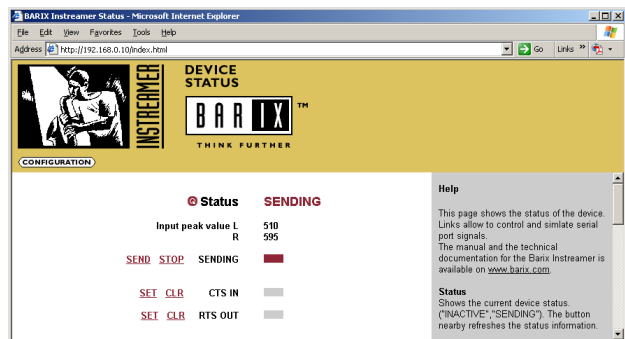 BARIX Instreamer Status - Microsoft Internet Explorer
File Edit View Favorites Tools Help
Address http://192.168.0.10/index.html Go Links »
INSTREAMER
DEVICE
STATUS
BARIX TM
THINK FURTHER
CONFIGURATION
Status SENDING
Input peak value L 510
R 595
SEND STOP SENDING
SET CLR CTS IN
SET CLR RTS OUT
Help
This page shows the status of the device.
Links allow to control and simlate serial
port signals.
The manual and the technical
documentation for the Barix Instreamer is
available on www.barix.com.
Status
Shows the current device status.
("INACTIVE","SENDING"). The button
nearby refreshes the status information.